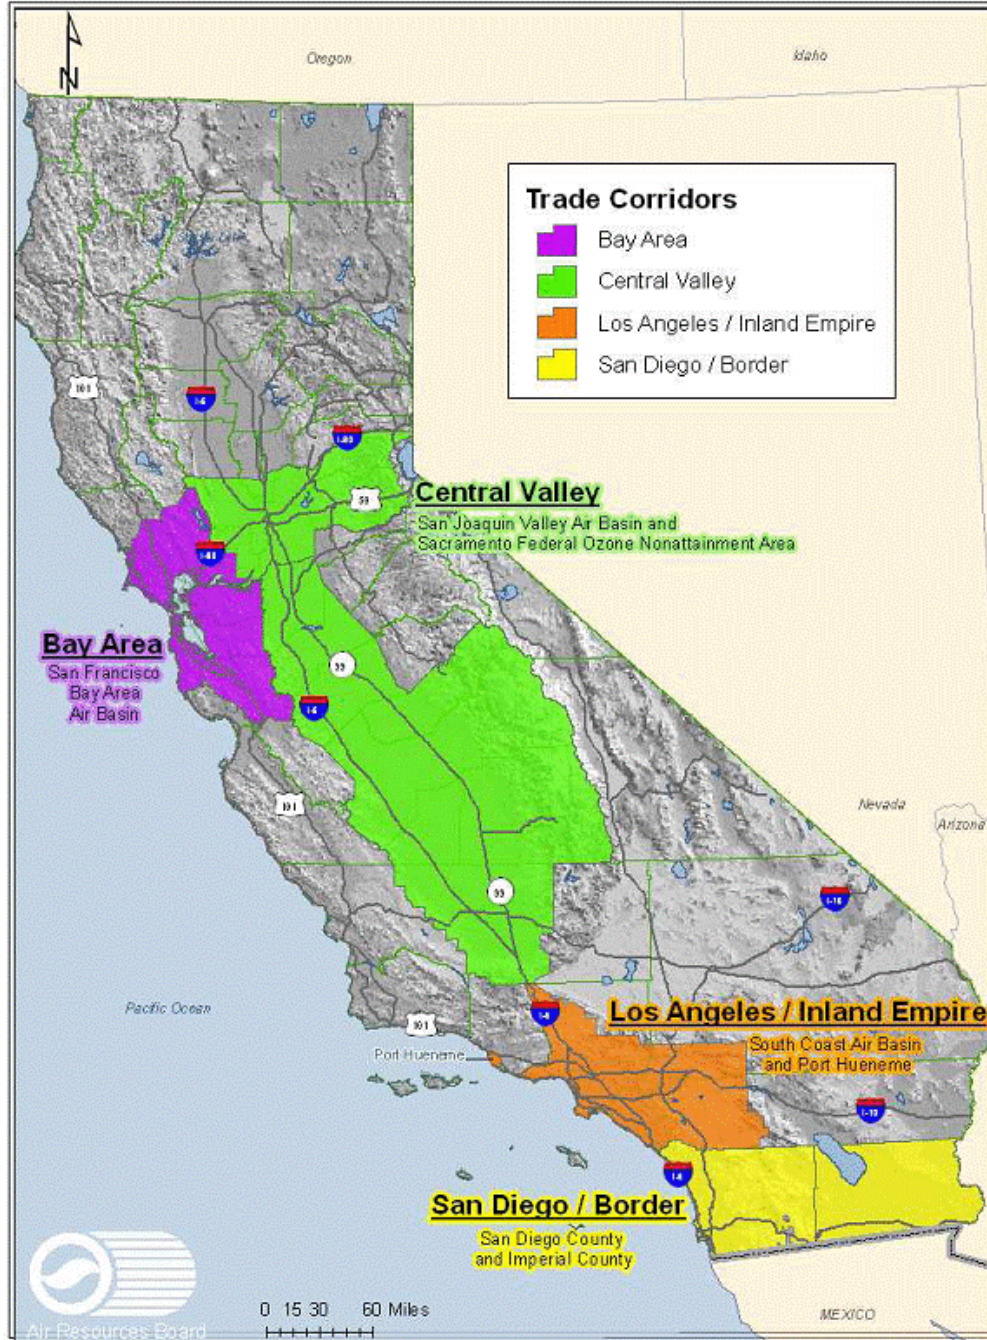 N
Oregon
Idaho
Trade Corridors
Bay Area
Central Valley
Los Angeles / Inland Empire
San Diego / Border
101
I-5
I-80
50
Central Valley
San Joaquin Valley Air Basin and
Sacramento Federal Ozone Nonattainment Area
I-80
Bay Area
San Francisco
Bay Area
Air Basin
99
I-5
101
Nevada
Arizona
99
I-15
Pacific Ocean
101
I-5
Los Angeles / Inland Empire
South Coast Air Basin
and Port Hueneme
Port Hueneme
I-10
I-5
San Diego / Border
San Diego County
and Imperial County
0 15 30 60 Miles
MEXICO
Air Resources Board